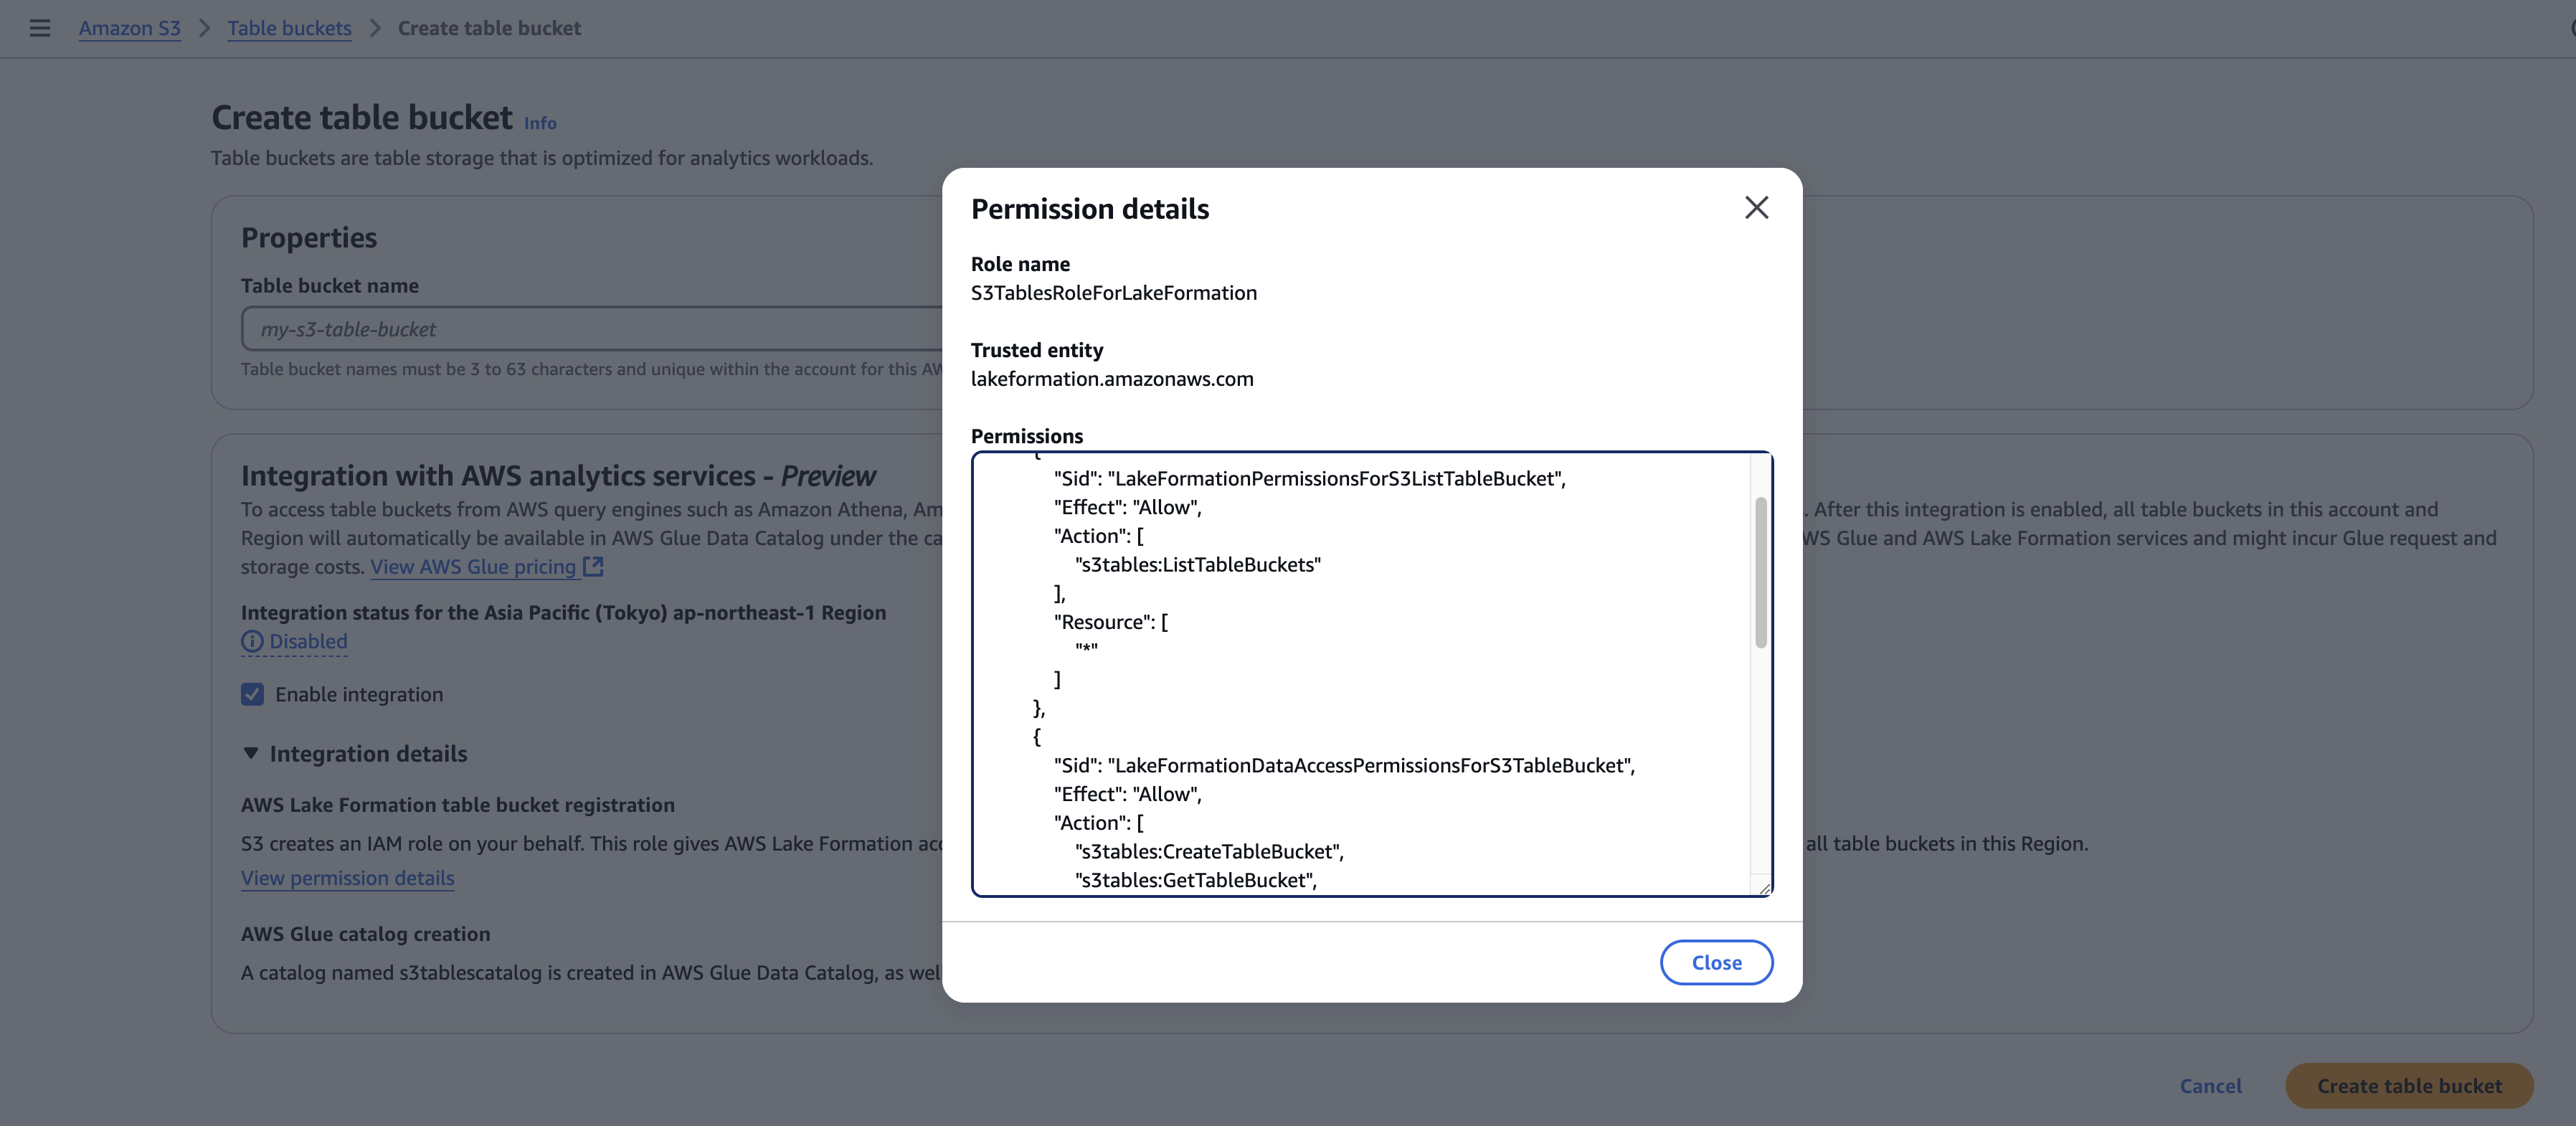 Amazon S3 > Table buckets > Create table bucket
Create table bucket Info
Table buckets are table storage that is optimized for analytics workloads.
Properties
Table bucket name
my-s3-table-bucket
Table bucket names must be 3 to 63 characters and unique within the account for this
Integration with AWS analytics services - Preview
To access table buckets from AWS query engines such as Amazon Athena, . After this integration is enabled, all table buckets in this account and
Region will automatically be available in AWS Glue Data Catalog under the Glue and AWS Lake Formation services and might incur Glue request and
storage costs. View AWS Glue pricing
Integration status for the Asia Pacific (Tokyo) ap-northeast-1 Region
Disabled
Enable integration
Integration details
AWS Lake Formation table bucket registration
S3 creates an IAM role on your behalf. This role gives AWS Lake Formation all table buckets in this Region.
View permission details
AWS Glue catalog creation
A catalog named s3tablescatalog is created in AWS Glue Data Catalog, as
Permission details
Role name
S3TablesRoleForLakeFormation
Trusted entity
lakeformation.amazonaws.com
Permissions
{
"Sid": "LakeFormationPermissionsForS3ListTableBucket",
"Effect": "Allow",
"Action": [
"s3tables:ListTableBuckets"
],
"Resource": [
"*"
]
},
{
"Sid": "LakeFormationDataAccessPermissionsForS3TableBucket",
"Effect": "Allow",
"Action": [
"s3tables:CreateTableBucket",
"s3tables:GetTableBucket",
Close
Cancel
Create table bucket